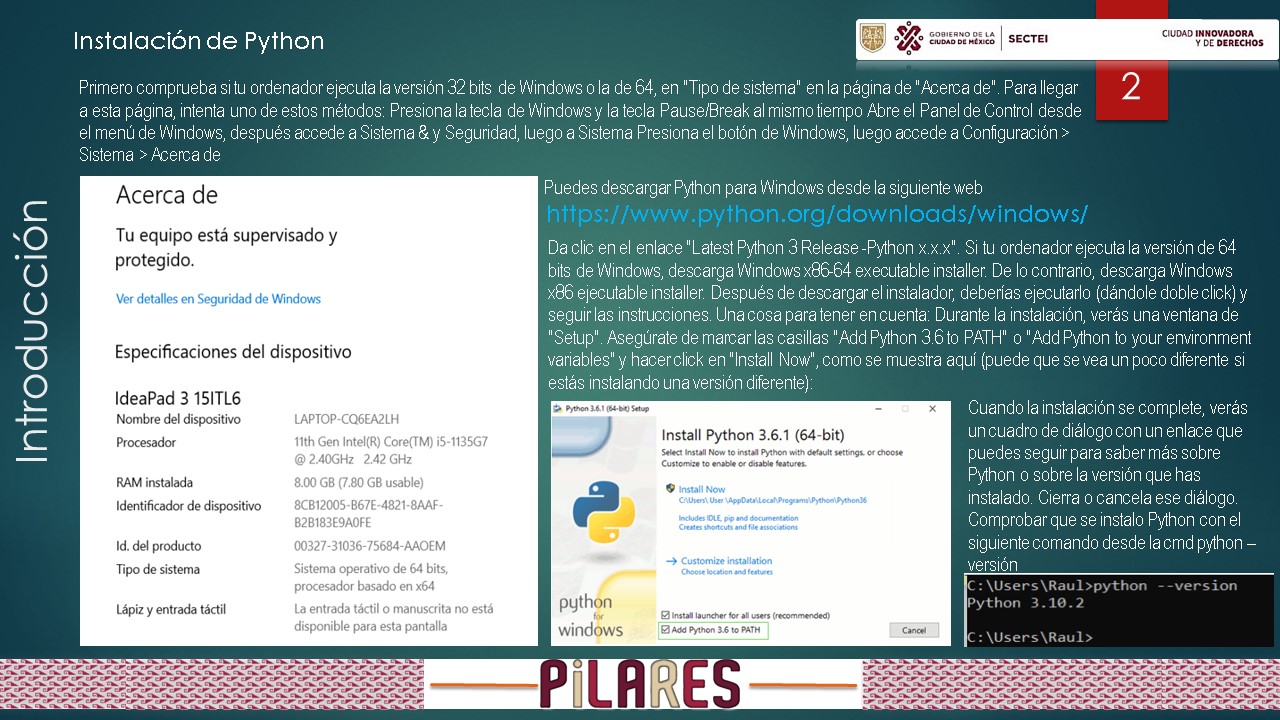 Instalación de Python
GOBIERNO DE LA
CIUDAD DE MÉXICO
SECTEI
CIUDAD INNOVADORA
Y DE DERECHOS
2
Primero comprueba si tu ordenador ejecuta la versión 32 bits de Windows o la de 64, en "Tipo de sistema" en la página de "Acerca de". Para llegar
a esta página, intenta uno de estos métodos: Presiona la tecla de Windows y la tecla Pause/Break al mismo tiempo Abre el Panel de Control desde
el menú de Windows, después accede a Sistema & y Seguridad, luego a Sistema Presiona el botón de Windows, luego accede a Configuración >
Sistema > Acerca de
Introducción
Acerca de
Tu equipo está supervisado y
protegido.
Ver detalles en Seguridad de Windows
Especificaciones del dispositivo
IdeaPad 3 15ITL6
Nombre del dispositivo LAPTOP-CQ6EA2LH
Procesador 11th Gen Intel(R) Core(TM) i5-1135G7
@ 2.40GHz 2.42 GHz
RAM instalada 8.00 GB (7.80 GB usable)
Identificador de dispositivo 8CB12005-B67E-4821-8AAF-
B2B183E9A0FE
Id. del producto 00327-31036-75684-AAOEM
Tipo de sistema Sistema operativo de 64 bits,
procesador basado en x64
Lápiz y entrada táctil La entrada táctil o manuscrita no está
disponible para esta pantalla
Puedes descargar Python para Windows desde la siguiente web
https://www.python.org/downloads/windows/
Da clic en el enlace "Latest Python 3 Release -Python x.x.x". Si tu ordenador ejecuta la versión de 64
bits de Windows, descarga Windows x86-64 executable installer. De lo contrario, descarga Windows
x86 ejecutable installer. Después de descargar el instalador, deberías ejecutarlo (dándole doble click) y
seguir las instrucciones. Una cosa para tener en cuenta: Durante la instalación, verás una ventana de
"Setup". Asegúrate de marcar las casillas "Add Python 3.6 to PATH" o "Add Python to your environment
variables" y hacer click en "Install Now", como se muestra aquí (puede que se vea un poco diferente si
estás instalando una versión diferente):
Python 3.6.1 (64-bit) Setup
Install Python 3.6.1 (64-bit)
Select Install Now to install Python with default settings, or choose
Customize to enable or disable features.
Install Now
C:\Users\ User \AppData\Local\Programs\Python\Python36
Includes IDLE, pip and documentation
Creates shortcuts and file associations
Customize installation
Choose location and features
python
for
windows
Install launcher for all users (recommended)
Add Python 3.6 to PATH
Cancel
Cuando la instalación se complete, verás
un cuadro de diálogo con un enlace que
puedes seguir para saber más sobre
Python o sobre la versión que has
instalado. Cierra o cancela ese diálogo.
Comprobar que se instalo Python con el
siguiente comando desde la cmd python –
versión
C:\Users\Raul>python --version
Python 3.10.2
C:\Users\Raul>
PiLARES